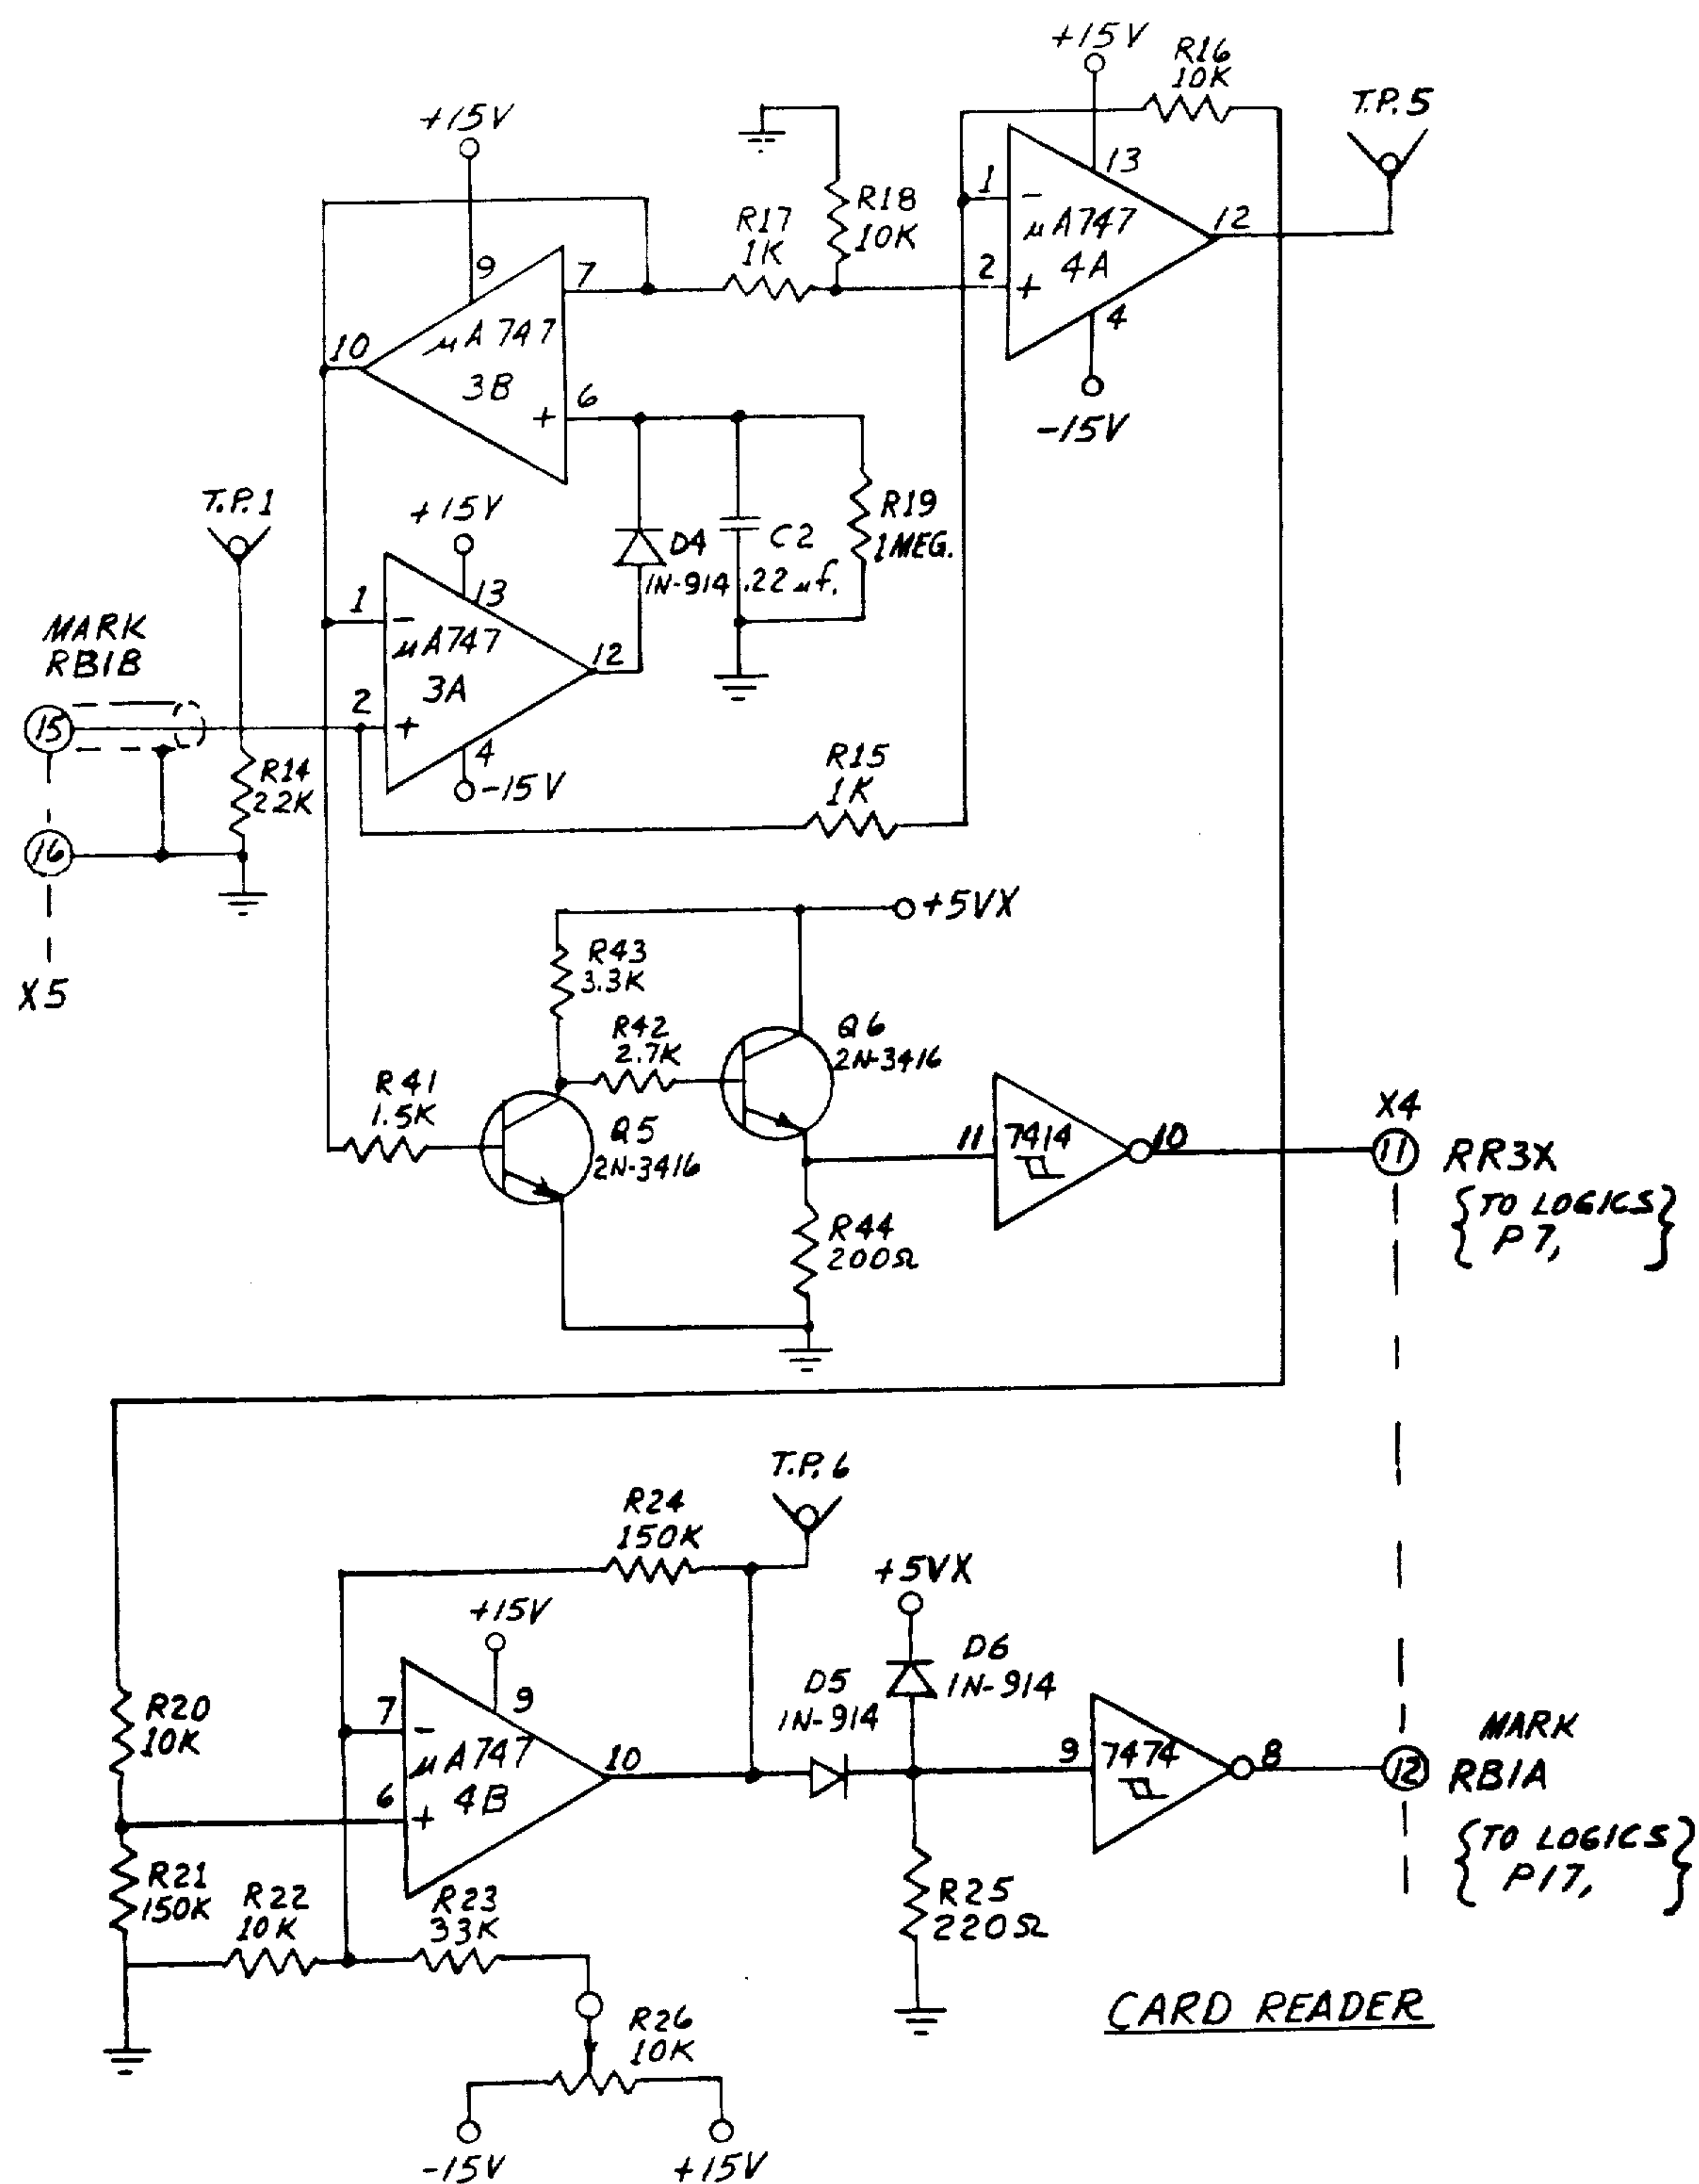 +15V
R16
10K
T.P.5
+15V
13
1
-
µA747
4A
12
2
+
4
-15V
R18
10K
R17
1K
9
7
µA747
3B
10
6
+
T.P.1
+15V
D4
1N-914
C2
.22µf.
R19
1MEG.
MARK
RB1B
15
1
-
13
µA747
3A
12
2
+
4
-15V
R14
22K
16
X5
R15
1K
+5VX
R43
3.3K
R42
2.7K
Q6
2N-3416
R41
1.5K
Q5
2N-3416
11
7414
10
X4
11
RR3X
{TO LOGICS}
{P7,}
R44
200Ω
T.P.6
R24
150K
+15V
+5VX
D6
1N-914
D5
1N-914
R20
10K
7
-
9
µA747
4B
10
6
+
9
7474
8
12
MARK
RB1A
{TO LOGICS}
{P17,}
R21
150K
R22
10K
R23
33K
R25
220Ω
R26
10K
-15V
+15V
CARD READER